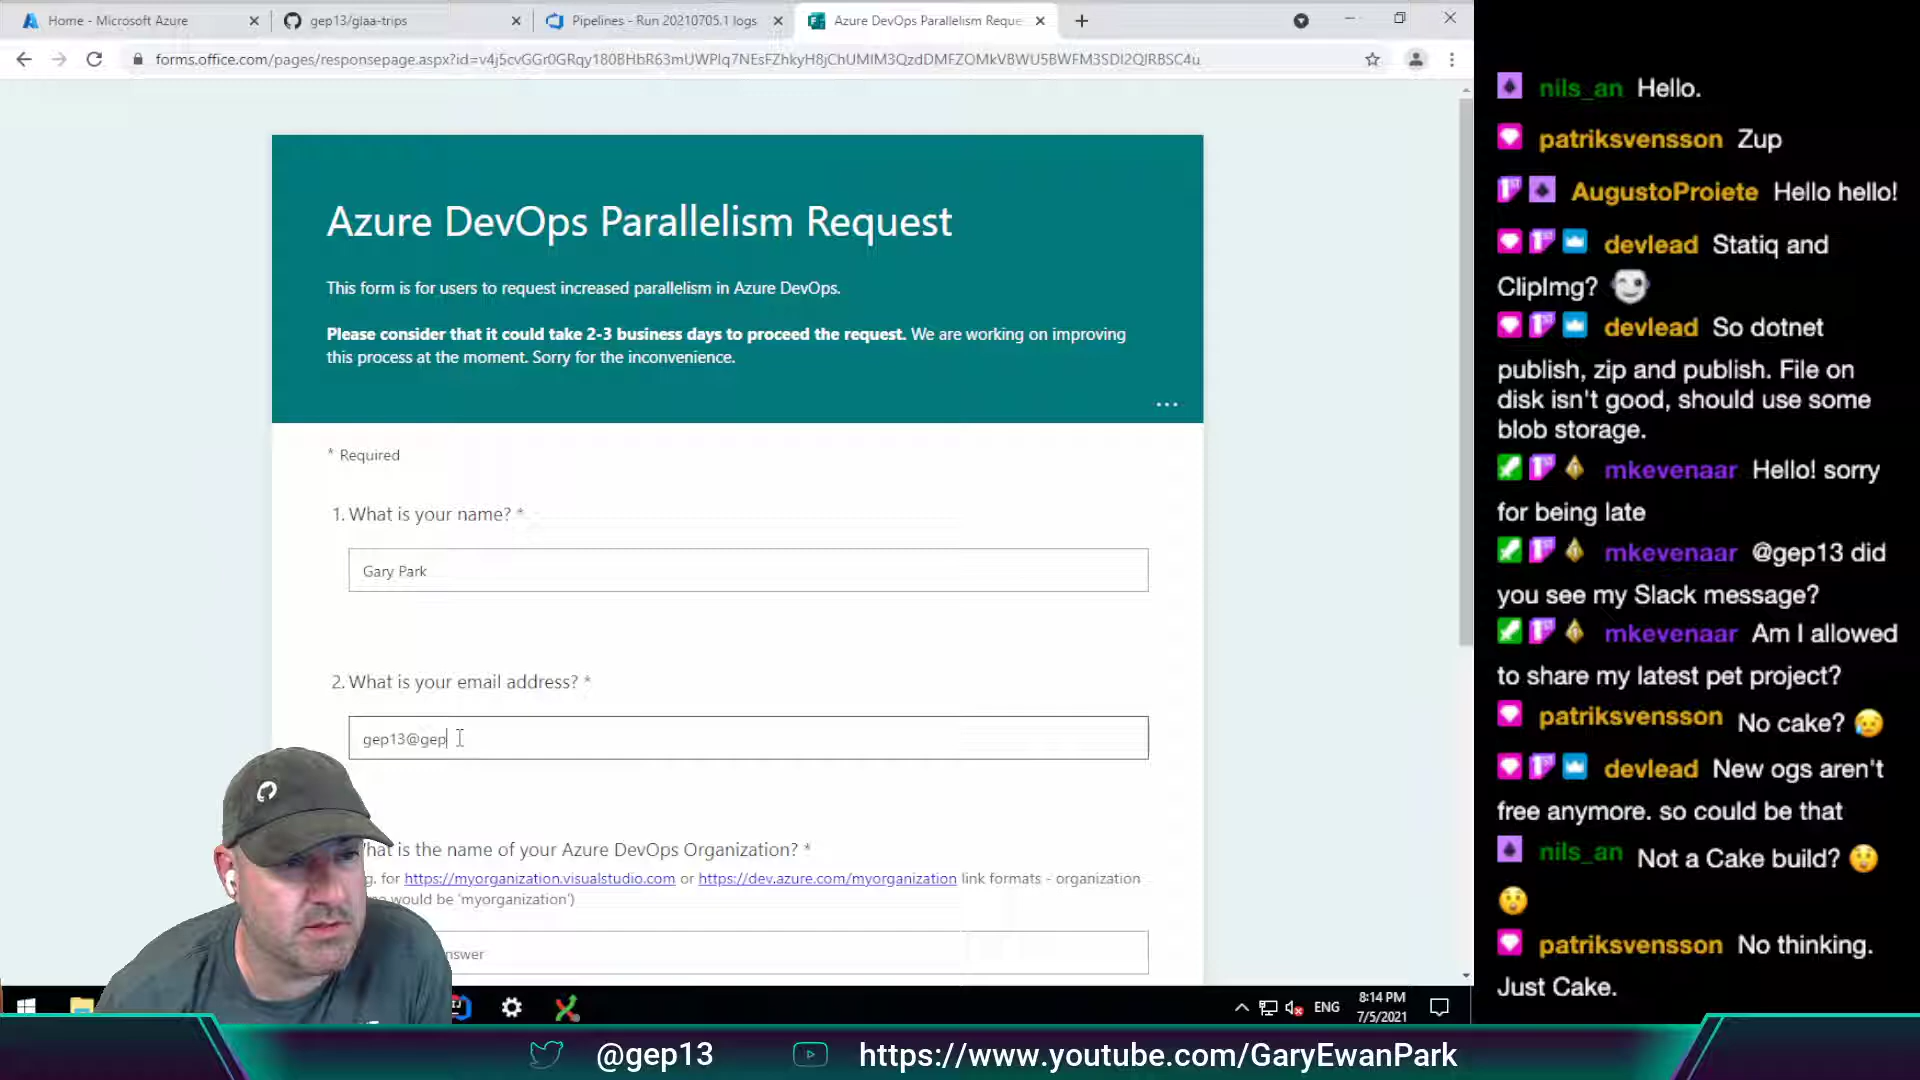 Home - Microsoft Azure
gep13/giaa-trips
Pipelines - Run 20210705.1 logs
Azure DevOps Parallelism Reque
forms.office.com/pages/responsepage.aspx?id=v4j5cvGGr0GRqy180BHbR63mUWPlq7NEsFZhkyH8jChUMlM3QzdDMFZOMkVBWU5BWFM3SDI2QlRBSC4u
Azure DevOps Parallelism Request
This form is for users to request increased parallelism in Azure DevOps.
Please consider that it could take 2-3 business days to proceed the request. We are working on improving
this process at the moment. Sorry for the inconvenience.
* Required
1. What is your name? *
Gary Park
2. What is your email address? *
gep13@gep
hat is the name of your Azure DevOps Organization? *
g. for https://myorganization.visualstudio.com or https://dev.azure.com/myorganization link formats - organization
e would be 'myorganization')
nswer
ENG
8:14 PM
7/5/2021
@gep13
https://www.youtube.com/GaryEwanPark
nils_an Hello.
patriksvensson Zup
AugustoProiete Hello hello!
devlead Statiq and
ClipImg?
devlead So dotnet
publish, zip and publish. File on
disk isn't good, should use some
blob storage.
mkevenaar Hello! sorry
for being late
mkevenaar @gep13 did
you see my Slack message?
mkevenaar Am I allowed
to share my latest pet project?
patriksvensson No cake?
devlead New ogs aren't
free anymore. so could be that
nils_an Not a Cake build?
patriksvensson No thinking.
Just Cake.